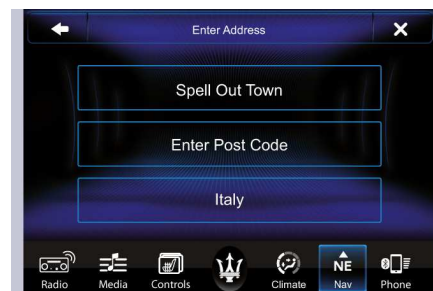 Enter Address
Spell Out Town
Enter Post Code
Italy
NE
Radio Media Controls Climate Nav Phone